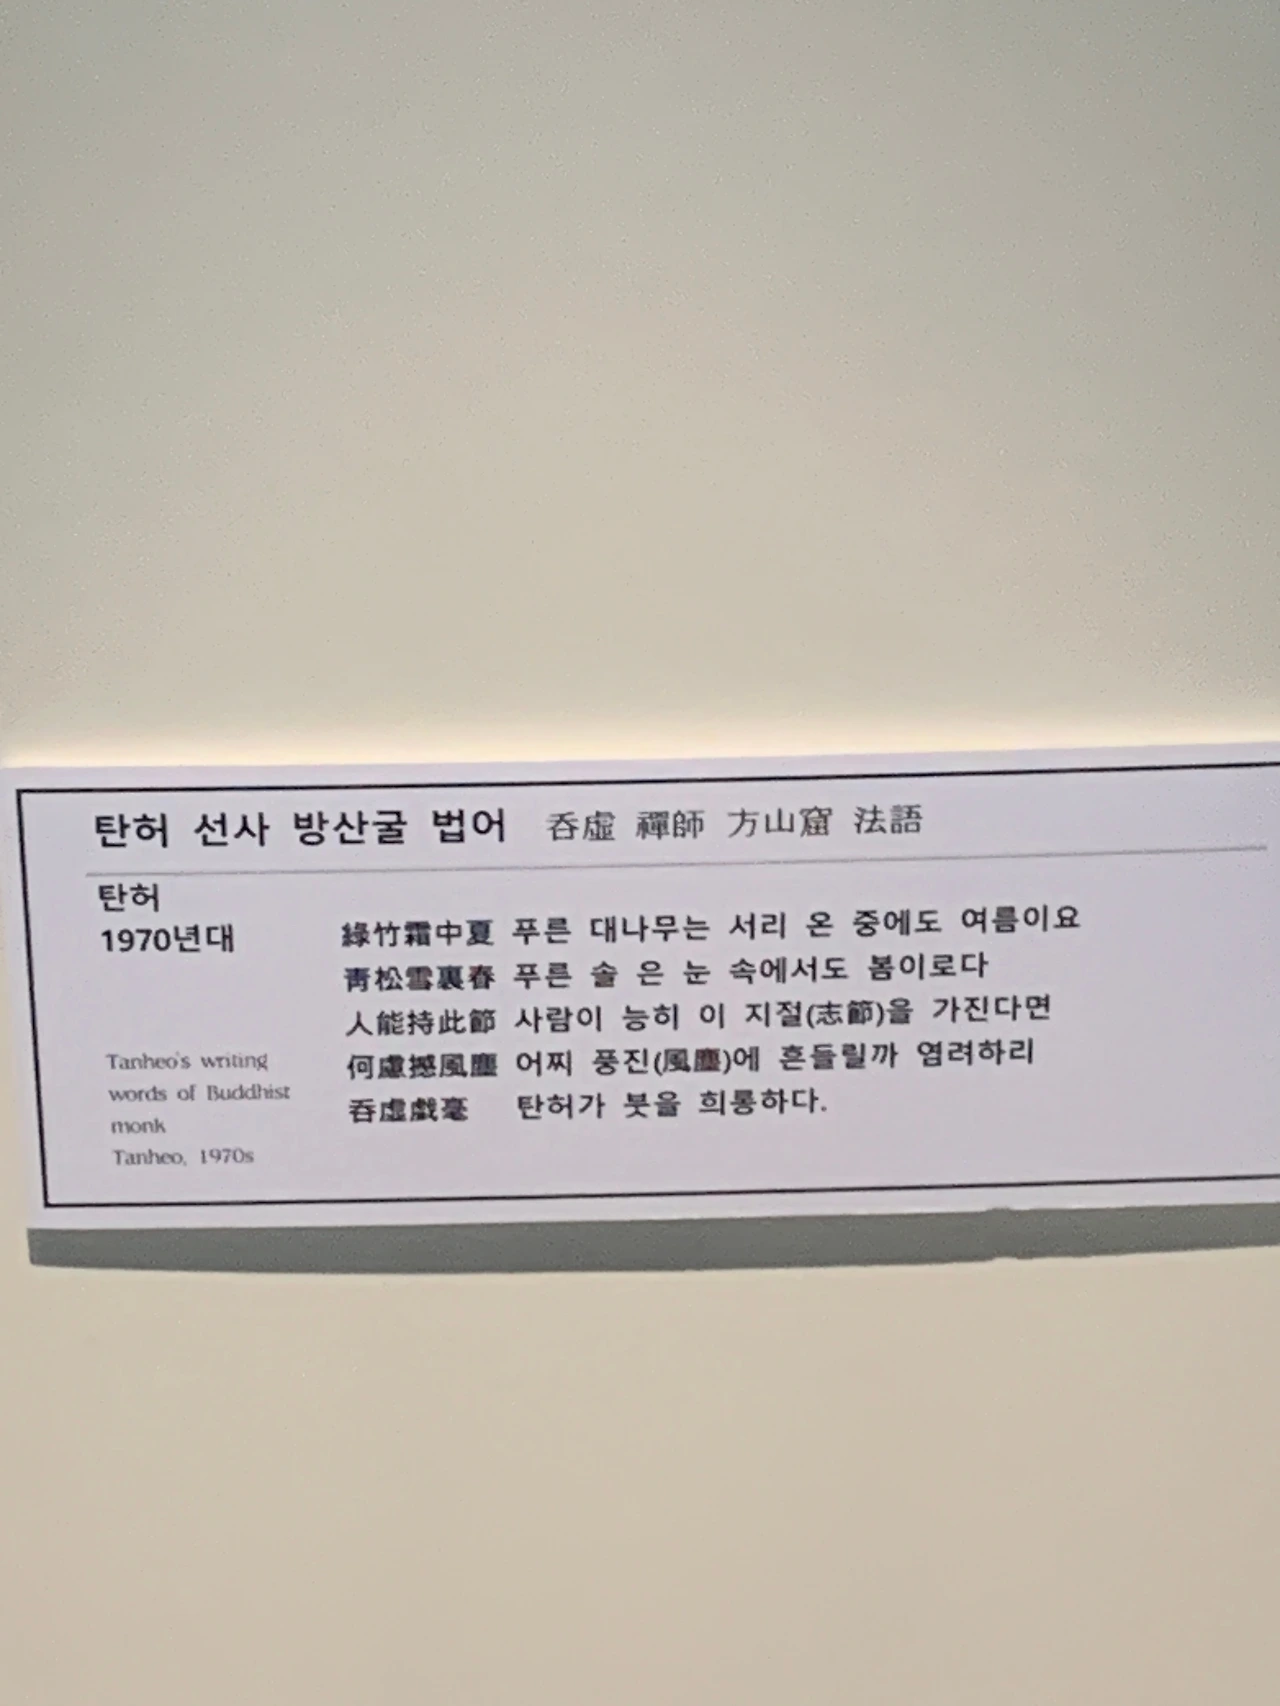 탄허 선사 방산굴 법어 呑虛 禪師 方山窟 法語
탄허
1970년대
綠竹霜中夏 푸른 대나무는 서리 온 중에도 여름이요
靑松雪裏春 푸른 솔 은 눈 속에서도 봄이로다
人能持此節 사람이 능히 이 지절(志節)을 가진다면
何慮撼風塵 어찌 풍진(風塵)에 흔들릴까 염려하리
呑虛戱毫 탄허가 붓을 희롱하다.
Tanheo's writing
words of Buddhist
monk
Tanheo, 1970s